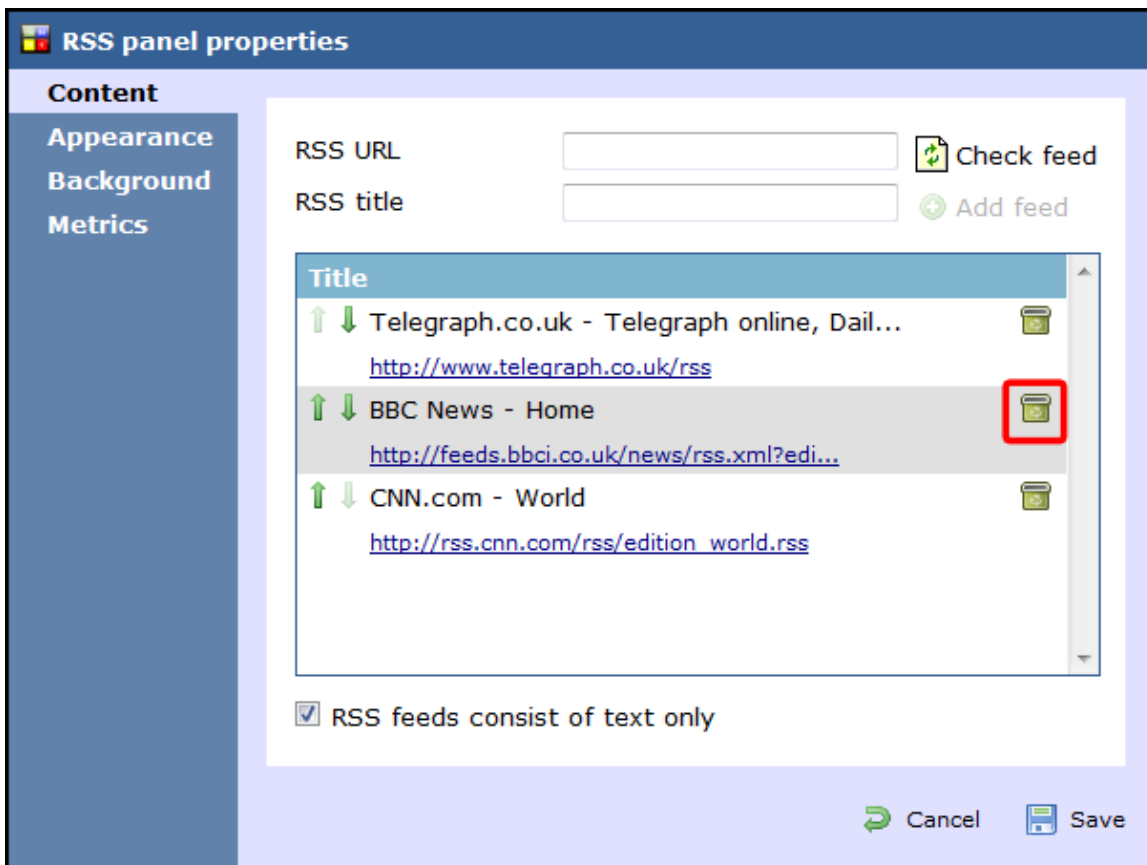 RSS panel properties
Content
Appearance
Background
Metrics
RSS URL
Check feed
RSS title
Add feed
Title
Telegraph.co.uk - Telegraph online, Dail...
http://www.telegraph.co.uk/rss
BBC News - Home
http://feeds.bbci.co.uk/news/rss.xml?edi...
CNN.com - World
http://rss.cnn.com/rss/edition_world.rss
RSS feeds consist of text only
Cancel
Save